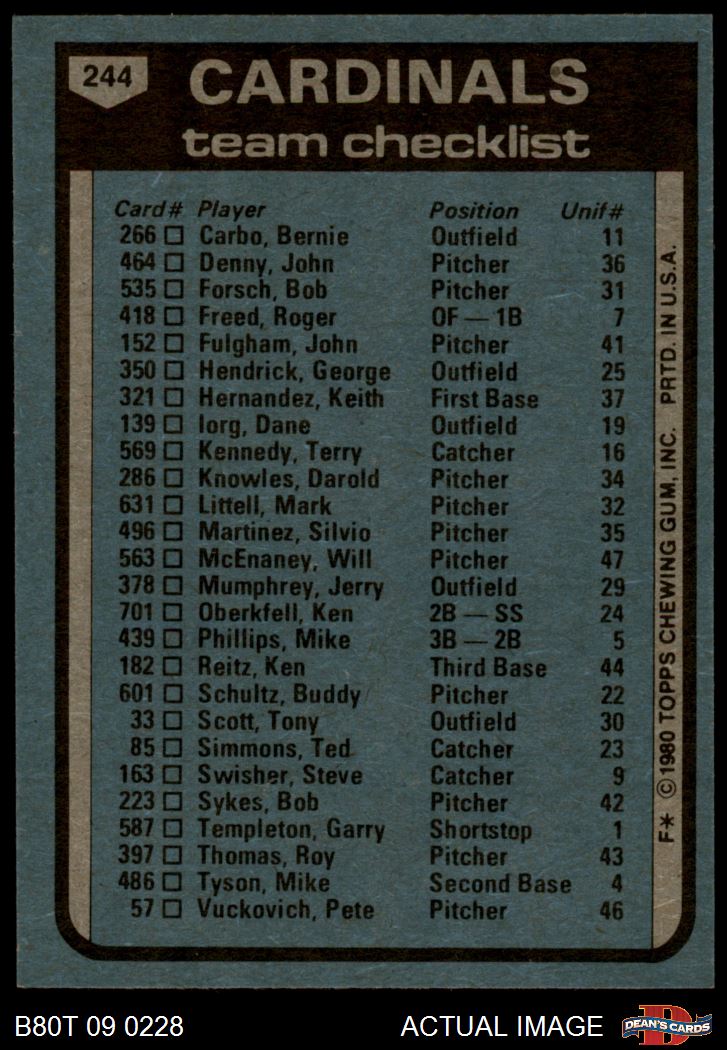 244
CARDINALS
team checklist
Card# Player Position Unif#
266 Carbo, Bernie Outfield 11
464 Denny, John Pitcher 36
535 Forsch, Bob Pitcher 31
418 Freed, Roger OF — 1B 7
152 Fulgham, John Pitcher 41
350 Hendrick, George Outfield 25
321 Hernandez, Keith First Base 37
139 Iorg, Dane Outfield 19
569 Kennedy, Terry Catcher 16
286 Knowles, Darold Pitcher 34
631 Littell, Mark Pitcher 32
496 Martinez, Silvio Pitcher 35
563 McEnaney, Will Pitcher 47
378 Mumphrey, Jerry Outfield 29
701 Oberkfell, Ken 2B — SS 24
439 Phillips, Mike 3B — 2B 5
182 Reitz, Ken Third Base 44
601 Schultz, Buddy Pitcher 22
33 Scott, Tony Outfield 30
85 Simmons, Ted Catcher 23
163 Swisher, Steve Catcher 9
223 Sykes, Bob Pitcher 42
587 Templeton, Garry Shortstop 1
397 Thomas, Roy Pitcher 43
486 Tyson, Mike Second Base 4
57 Vuckovich, Pete Pitcher 46
F* © 1980 TOPPS CHEWING GUM, INC. PRTD. IN U.S.A.
B80T 09 0228 ACTUAL IMAGE
D
DEAN'S CARDS